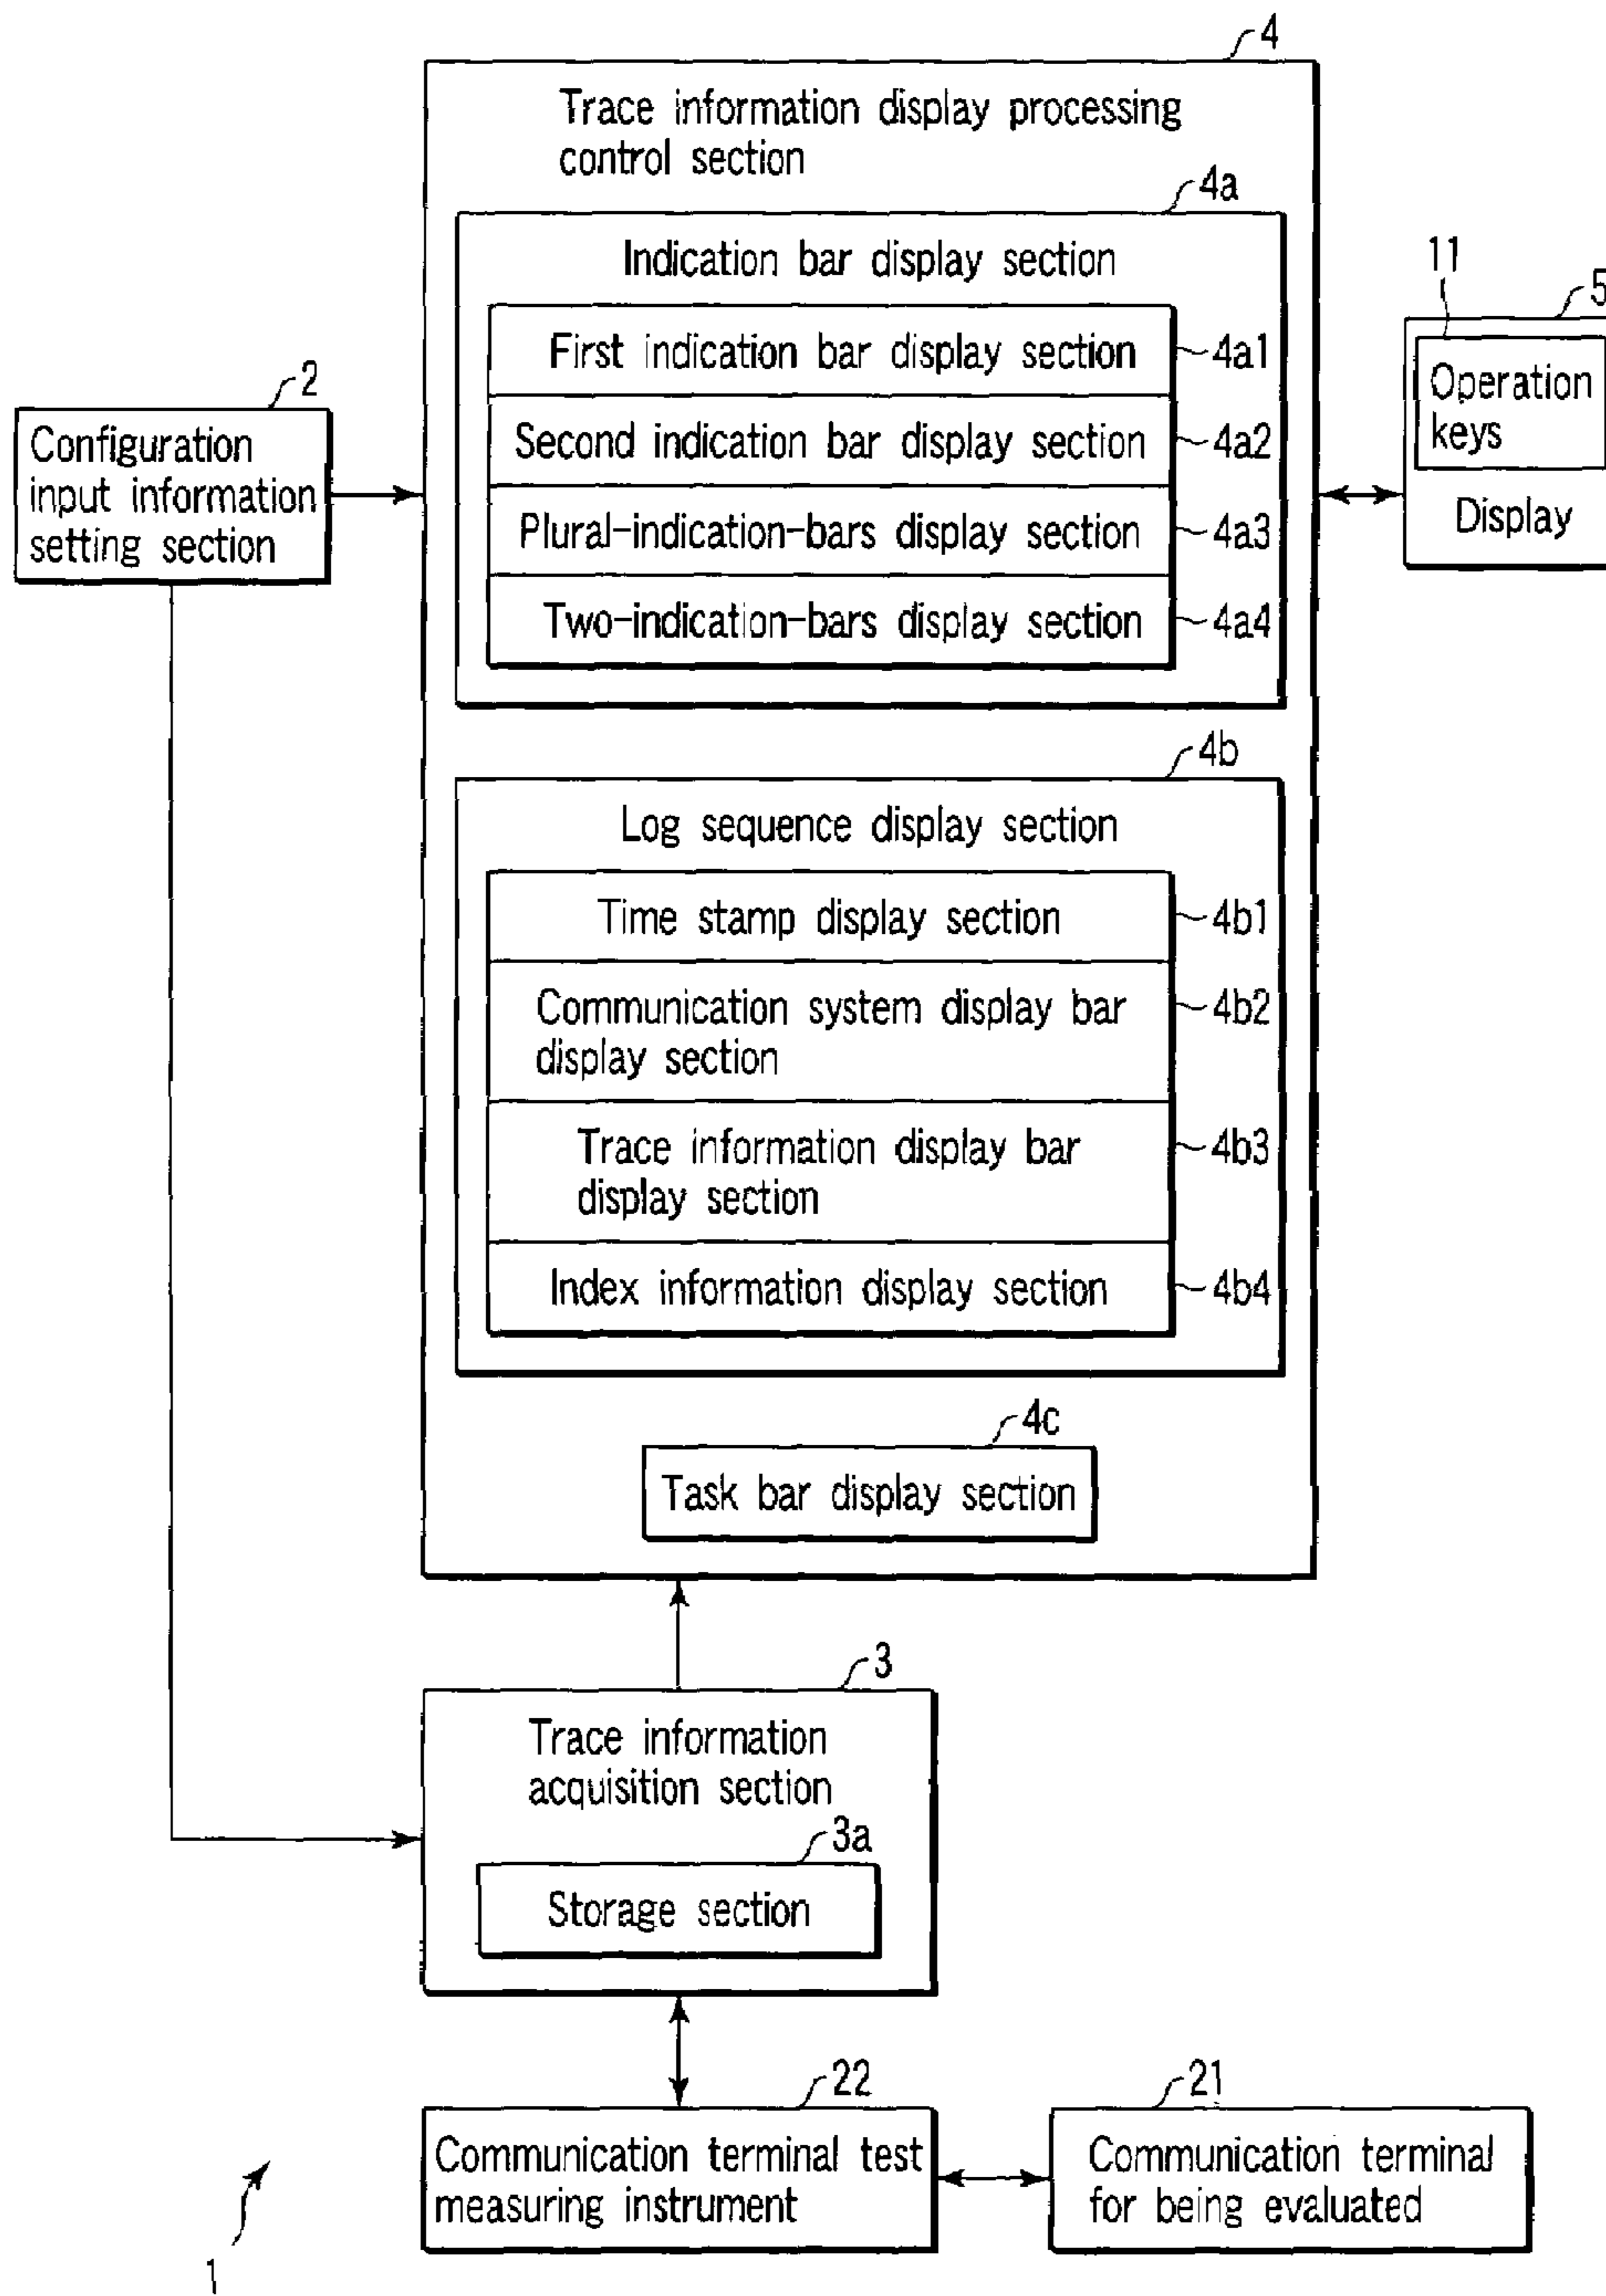 4
Trace information display processing
control section
4a
Indication bar display section
First indication bar display section
4a1
Second indication bar display section
4a2
Plural-indication-bars display section
4a3
Two-indication-bars display section
4a4
11
5
Operation
keys
Display
2
Configuration
input information
setting section
4b
Log sequence display section
Time stamp display section
4b1
Communication system display bar
display section
4b2
Trace information display bar
display section
4b3
Index information display section
4b4
4c
Task bar display section
3
Trace information
acquisition section
3a
Storage section
22
Communication terminal test
measuring instrument
21
Communication terminal
for being evaluated
1